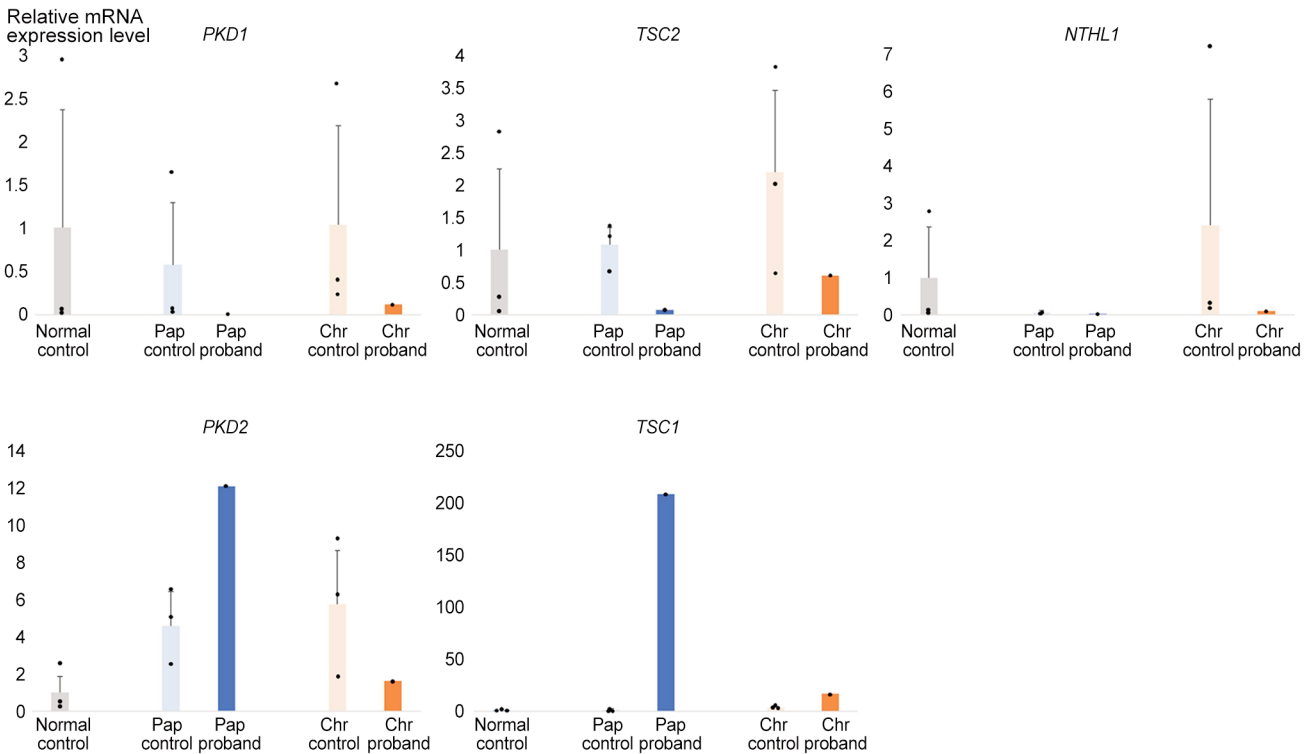 Relative mRNA
expression level
PKD1
3
2.5
2
1.5
1
0.5
0
Normal
control
Pap
control
Pap
proband
Chr
control
Chr
proband
TSC2
4
3.5
3
2.5
2
1.5
1
0.5
0
Normal
control
Pap
control
Pap
proband
Chr
control
Chr
proband
NTHL1
7
6
5
4
3
2
1
0
Normal
control
Pap
control
Pap
proband
Chr
control
Chr
proband
PKD2
14
12
10
8
6
4
2
0
Normal
control
Pap
control
Pap
proband
Chr
control
Chr
proband
TSC1
250
200
150
100
50
0
Normal
control
Pap
control
Pap
proband
Chr
control
Chr
proband